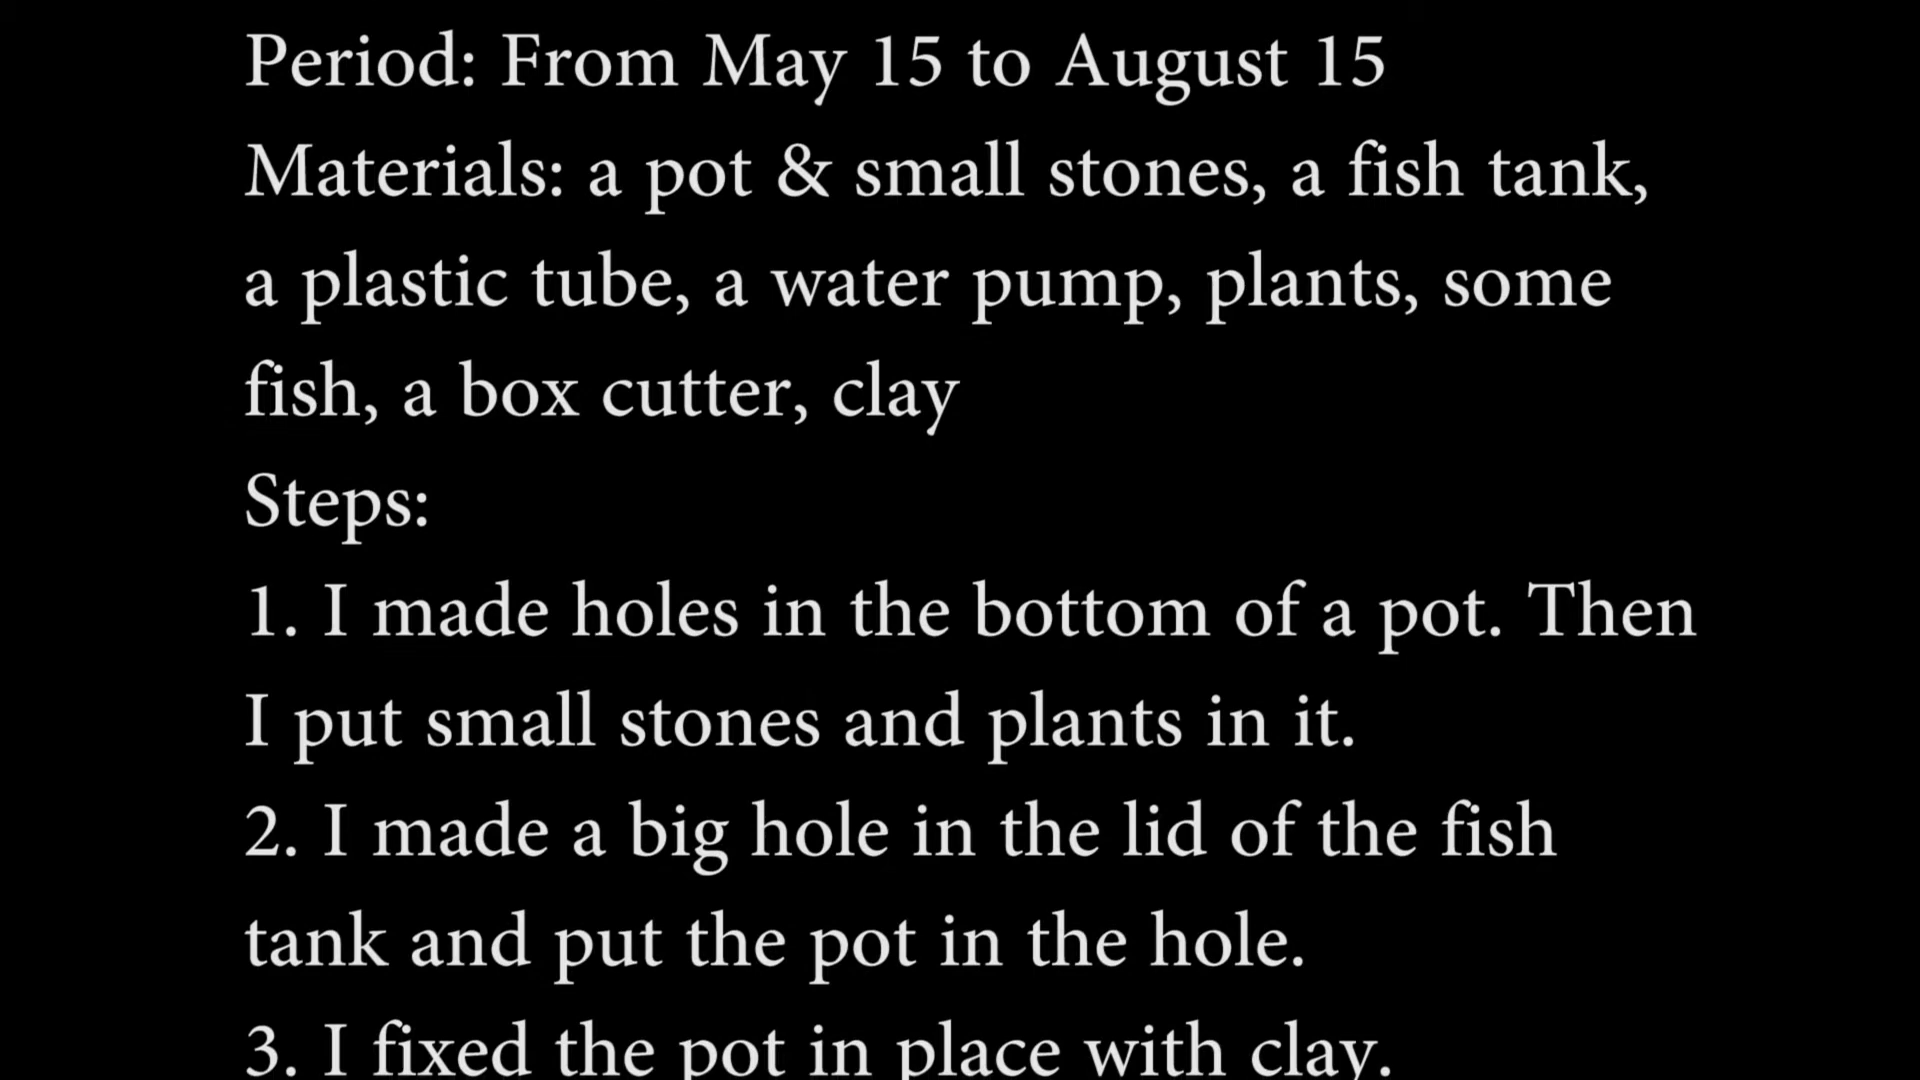 Period: From May 15 to August 15
Materials: a pot & small stones, a fish tank,
a plastic tube, a water pump, plants, some
fish, a box cutter, clay
Steps:
1. I made holes in the bottom of a pot. Then
I put small stones and plants in it.
2. I made a big hole in the lid of the fish
tank and put the pot in the hole.
3. I fixed the pot in place with clay.